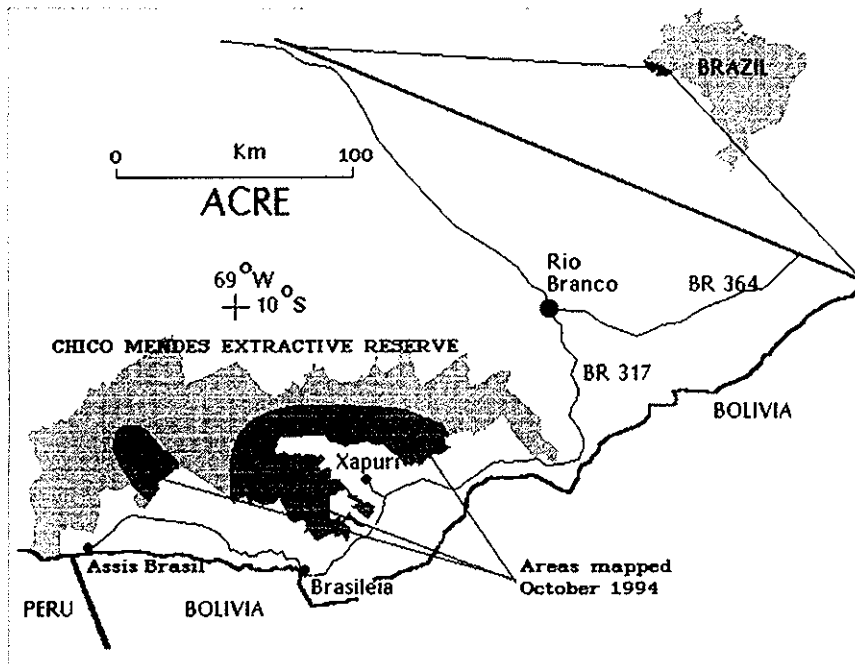 BRAZIL
0 Km 100
ACRE
69°W
10°S
Rio
Branco
BR 364
CHICO MENDES EXTRACTIVE RESERVE
BR 317
BOLIVIA
Xapuri
Assis Brasil
Brasileia
Areas mapped
October 1994
PERU
BOLIVIA